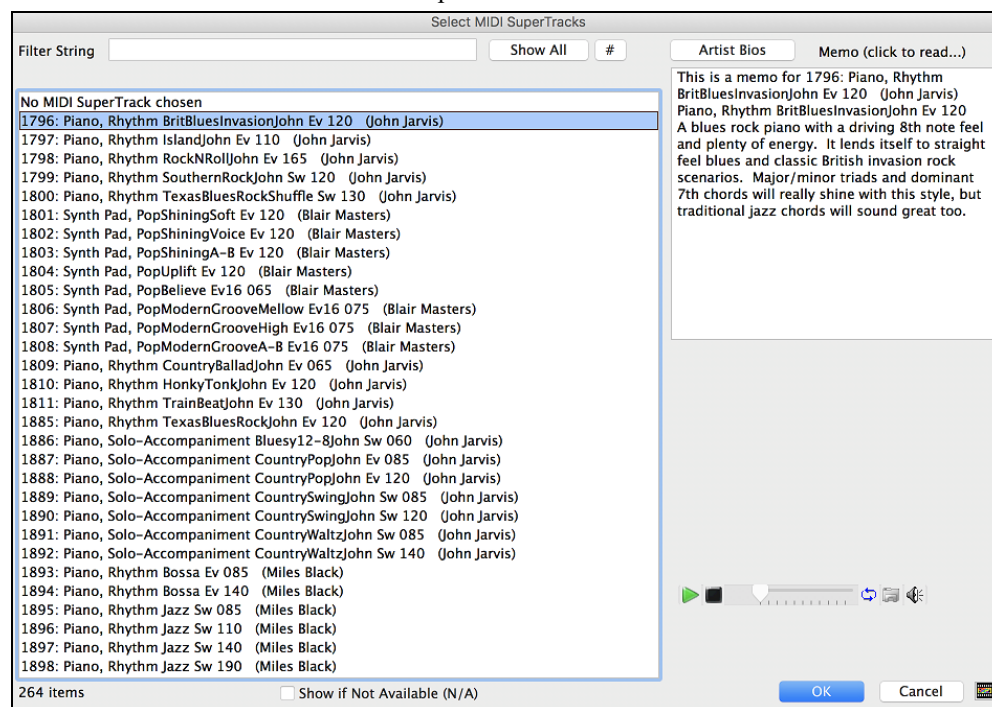 Select MIDI SuperTracks
Filter String
Show All
#
Artist Bios
Memo (click to read...)
No MIDI SuperTrack chosen
1796: Piano, Rhythm BritBluesInvasionJohn Ev 120 (John Jarvis)
1797: Piano, Rhythm IslandJohn Ev 110 (John Jarvis)
1798: Piano, Rhythm RockNRollJohn Ev 165 (John Jarvis)
1799: Piano, Rhythm SouthernRockJohn Sw 120 (John Jarvis)
1800: Piano, Rhythm TexasBluesRockShuffle Sw 130 (John Jarvis)
1801: Synth Pad, PopShiningSoft Ev 120 (Blair Masters)
1802: Synth Pad, PopShiningVoice Ev 120 (Blair Masters)
1803: Synth Pad, PopShiningA-B Ev 120 (Blair Masters)
1804: Synth Pad, PopUplift Ev 120 (Blair Masters)
1805: Synth Pad, PopBelieve Ev16 065 (Blair Masters)
1806: Synth Pad, PopModernGrooveMellow Ev16 075 (Blair Masters)
1807: Synth Pad, PopModernGrooveHigh Ev16 075 (Blair Masters)
1808: Synth Pad, PopModernGrooveA-B Ev16 075 (Blair Masters)
1809: Piano, Rhythm CountryBalladJohn Ev 065 (John Jarvis)
1810: Piano, Rhythm HonkyTonkJohn Ev 120 (John Jarvis)
1811: Piano, Rhythm TrainBeatJohn Ev 130 (John Jarvis)
1885: Piano, Rhythm TexasBluesRockJohn Ev 120 (John Jarvis)
1886: Piano, Solo-Accompaniment Bluesy12-8John Sw 060 (John Jarvis)
1887: Piano, Solo-Accompaniment CountryPopJohn Ev 085 (John Jarvis)
1888: Piano, Solo-Accompaniment CountryPopJohn Ev 120 (John Jarvis)
1889: Piano, Solo-Accompaniment CountrySwingJohn Sw 085 (John Jarvis)
1890: Piano, Solo-Accompaniment CountrySwingJohn Sw 120 (John Jarvis)
1891: Piano, Solo-Accompaniment CountryWaltzJohn Sw 085 (John Jarvis)
1892: Piano, Solo-Accompaniment CountryWaltzJohn Sw 140 (John Jarvis)
1893: Piano, Rhythm Bossa Ev 085 (Miles Black)
1894: Piano, Rhythm Bossa Ev 140 (Miles Black)
1895: Piano, Rhythm Jazz Sw 085 (Miles Black)
1896: Piano, Rhythm Jazz Sw 110 (Miles Black)
1897: Piano, Rhythm Jazz Sw 140 (Miles Black)
1898: Piano, Rhythm Jazz Sw 190 (Miles Black)
This is a memo for 1796: Piano, Rhythm
BritBluesInvasionJohn Ev 120 (John Jarvis)
Piano, Rhythm BritBluesInvasionJohn Ev 120
A blues rock piano with a driving 8th note feel
and plenty of energy. It lends itself to straight
feel blues and classic British invasion rock
scenarios. Major/minor triads and dominant
7th chords will really shine with this style, but
traditional jazz chords will sound great too.
264 items
Show if Not Available (N/A)
OK
Cancel